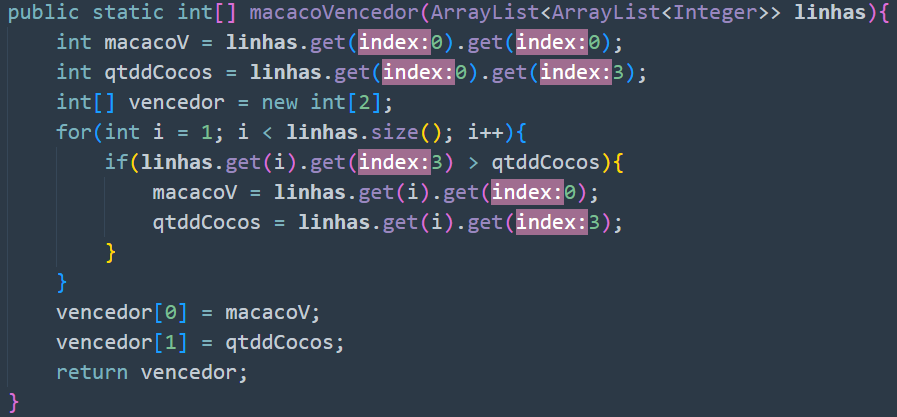 public static int[] macacoVencedor(ArrayList<ArrayList<Integer>> linhas){
    int macacoV = linhas.get(index:0).get(index:0);
    int qtddCocos = linhas.get(index:0).get(index:3);
    int[] vencedor = new int[2];
    for(int i = 1; i < linhas.size(); i++){
        if(linhas.get(i).get(index:3) > qtddCocos){
            macacoV = linhas.get(i).get(index:0);
            qtddCocos = linhas.get(i).get(index:3);
        }
    }
    vencedor[0] = macacoV;
    vencedor[1] = qtddCocos;
    return vencedor;
}